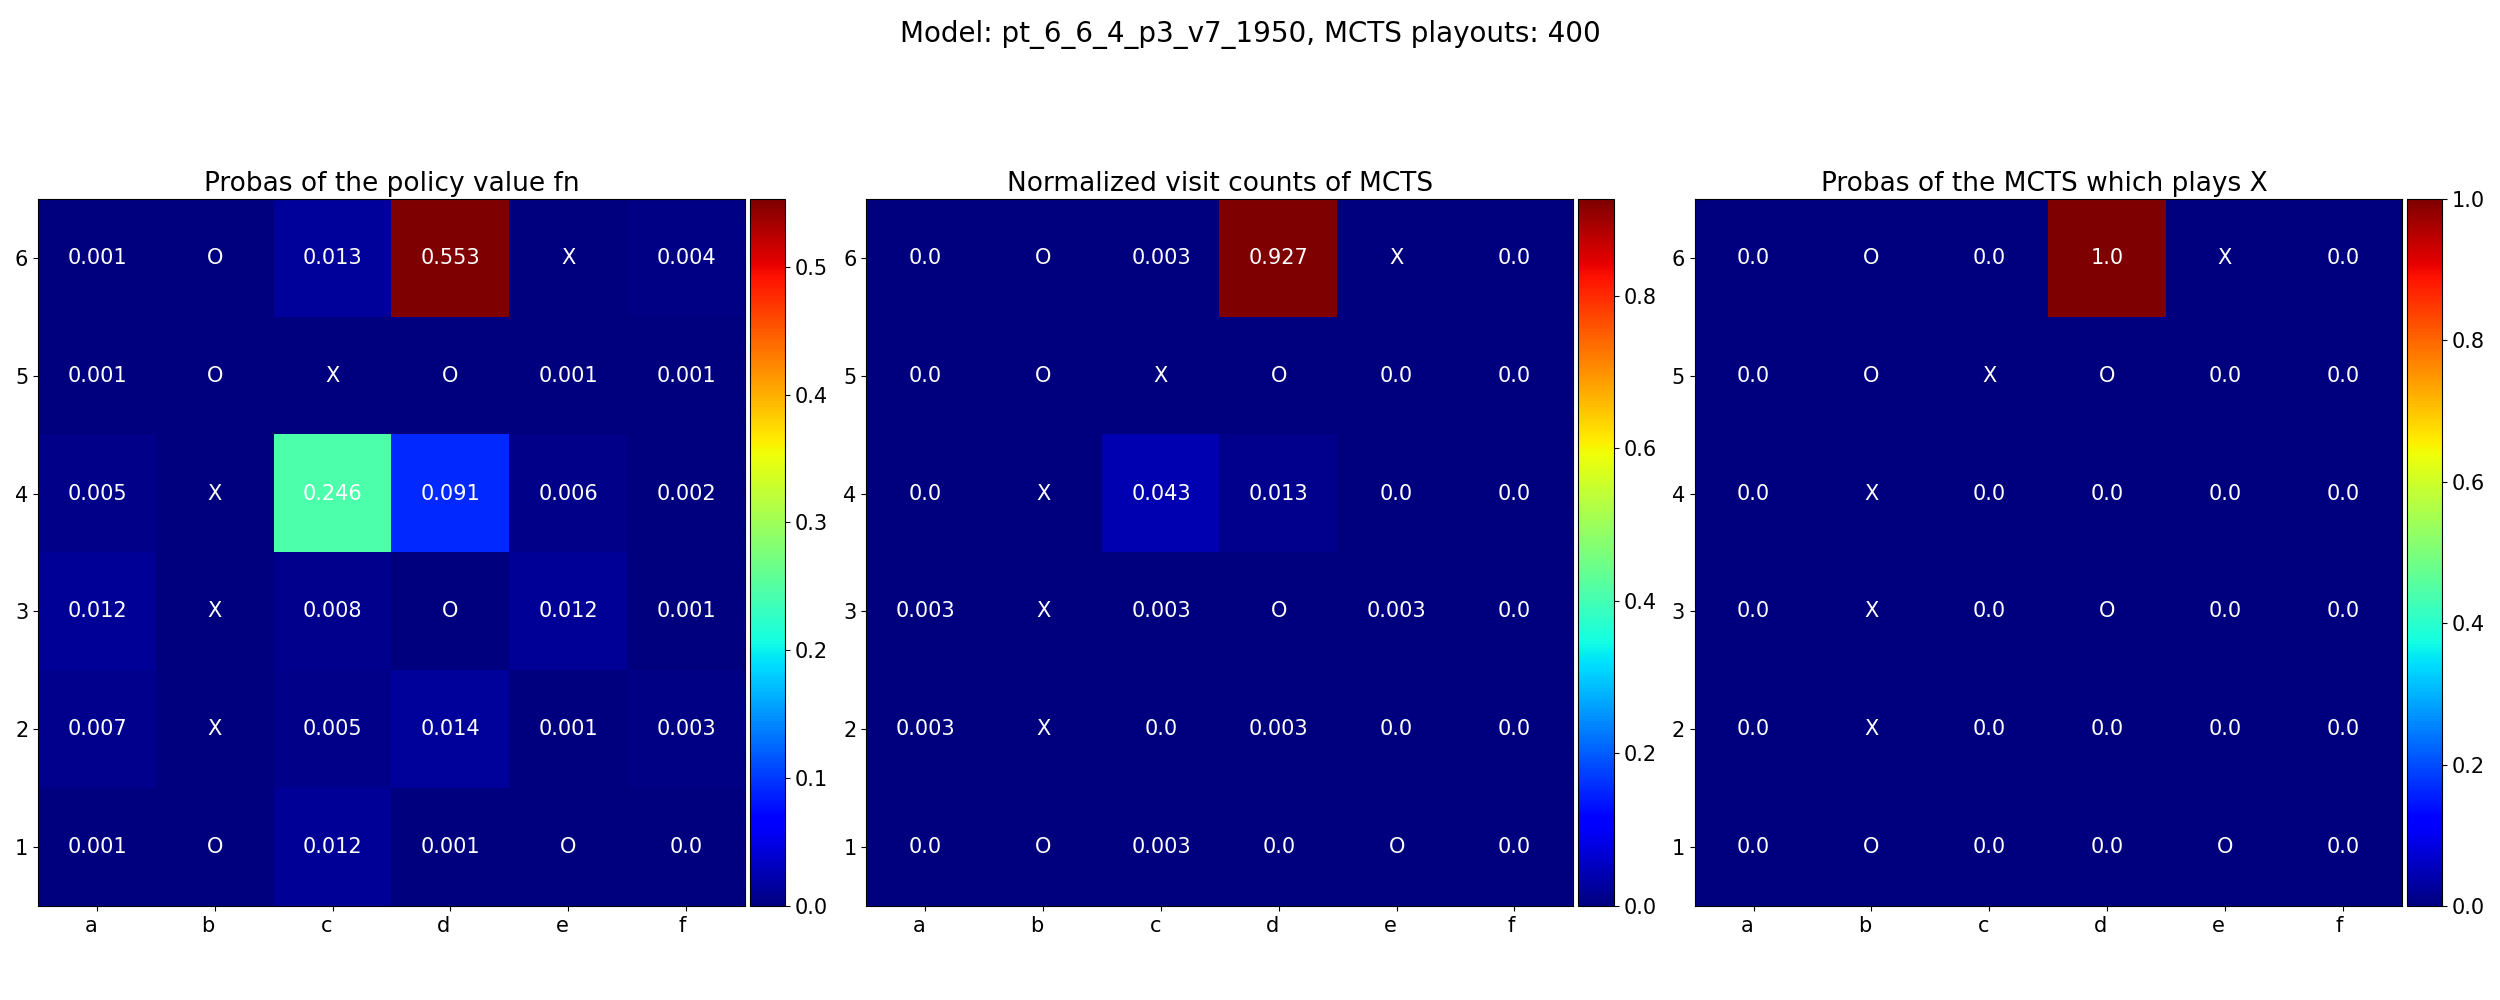 Model: pt_6_6_4_p3_v7_1950, MCTS playouts: 400
Probas of the policy value fn
6 0.001 O 0.013 0.553 X 0.004
5 0.001 O X O 0.001 0.001
4 0.005 X 0.246 0.091 0.006 0.002
3 0.012 X 0.008 O 0.012 0.001
2 0.007 X 0.005 0.014 0.001 0.003
1 0.001 O 0.012 0.001 O 0.0
a b c d e f
0.5
0.4
0.3
0.2
0.1
0.0
Normalized visit counts of MCTS
6 0.0 O 0.003 0.927 X 0.0
5 0.0 O X O 0.0 0.0
4 0.0 X 0.043 0.013 0.0 0.0
3 0.003 X 0.003 O 0.003 0.0
2 0.003 X 0.0 0.003 0.0 0.0
1 0.0 O 0.003 0.0 O 0.0
a b c d e f
0.8
0.6
0.4
0.2
0.0
Probas of the MCTS which plays X
6 0.0 O 0.0 1.0 X 0.0
5 0.0 O X O 0.0 0.0
4 0.0 X 0.0 0.0 0.0 0.0
3 0.0 X 0.0 O 0.0 0.0
2 0.0 X 0.0 0.0 0.0 0.0
1 0.0 O 0.0 0.0 O 0.0
a b c d e f
1.0
0.8
0.6
0.4
0.2
0.0